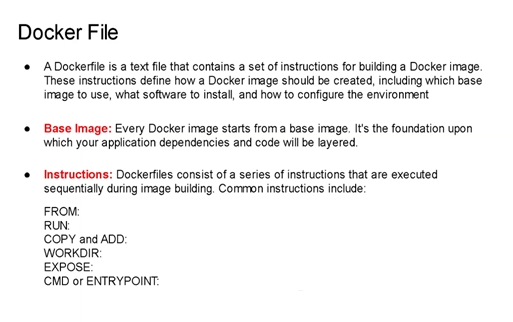 Docker File
● A Dockerfile is a text file that contains a set of instructions for building a Docker image.
These instructions define how a Docker image should be created, including which base
image to use, what software to install, and how to configure the environment
● Base Image: Every Docker image starts from a base image. It's the foundation upon
which your application dependencies and code will be layered.
● Instructions: Dockerfiles consist of a series of instructions that are executed
sequentially during image building. Common instructions include:
FROM:
RUN:
COPY and ADD:
WORKDIR:
EXPOSE:
CMD or ENTRYPOINT: